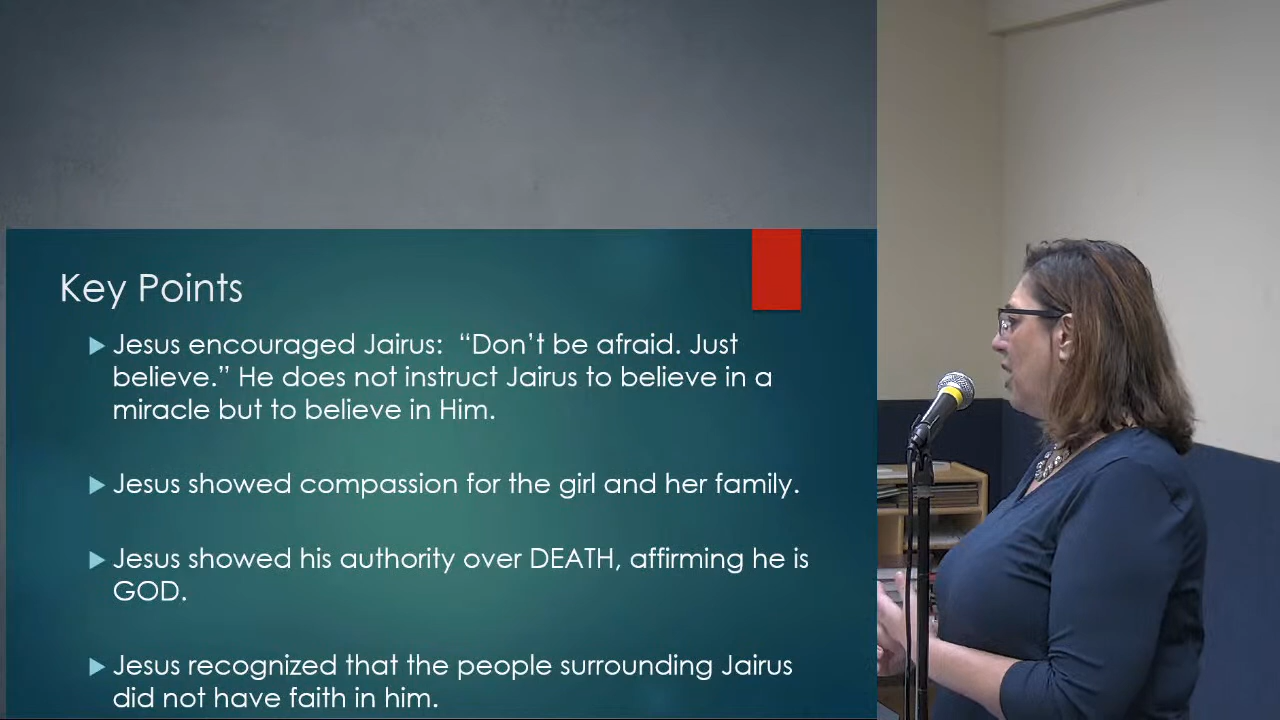 Key Points
Jesus encouraged Jairus:  “Don’t be afraid. Just
believe.” He does not instruct Jairus to believe in a
miracle but to believe in Him.
Jesus showed compassion for the girl and her family.
Jesus showed his authority over DEATH, affirming he is
GOD.
Jesus recognized that the people surrounding Jairus
did not have faith in him.